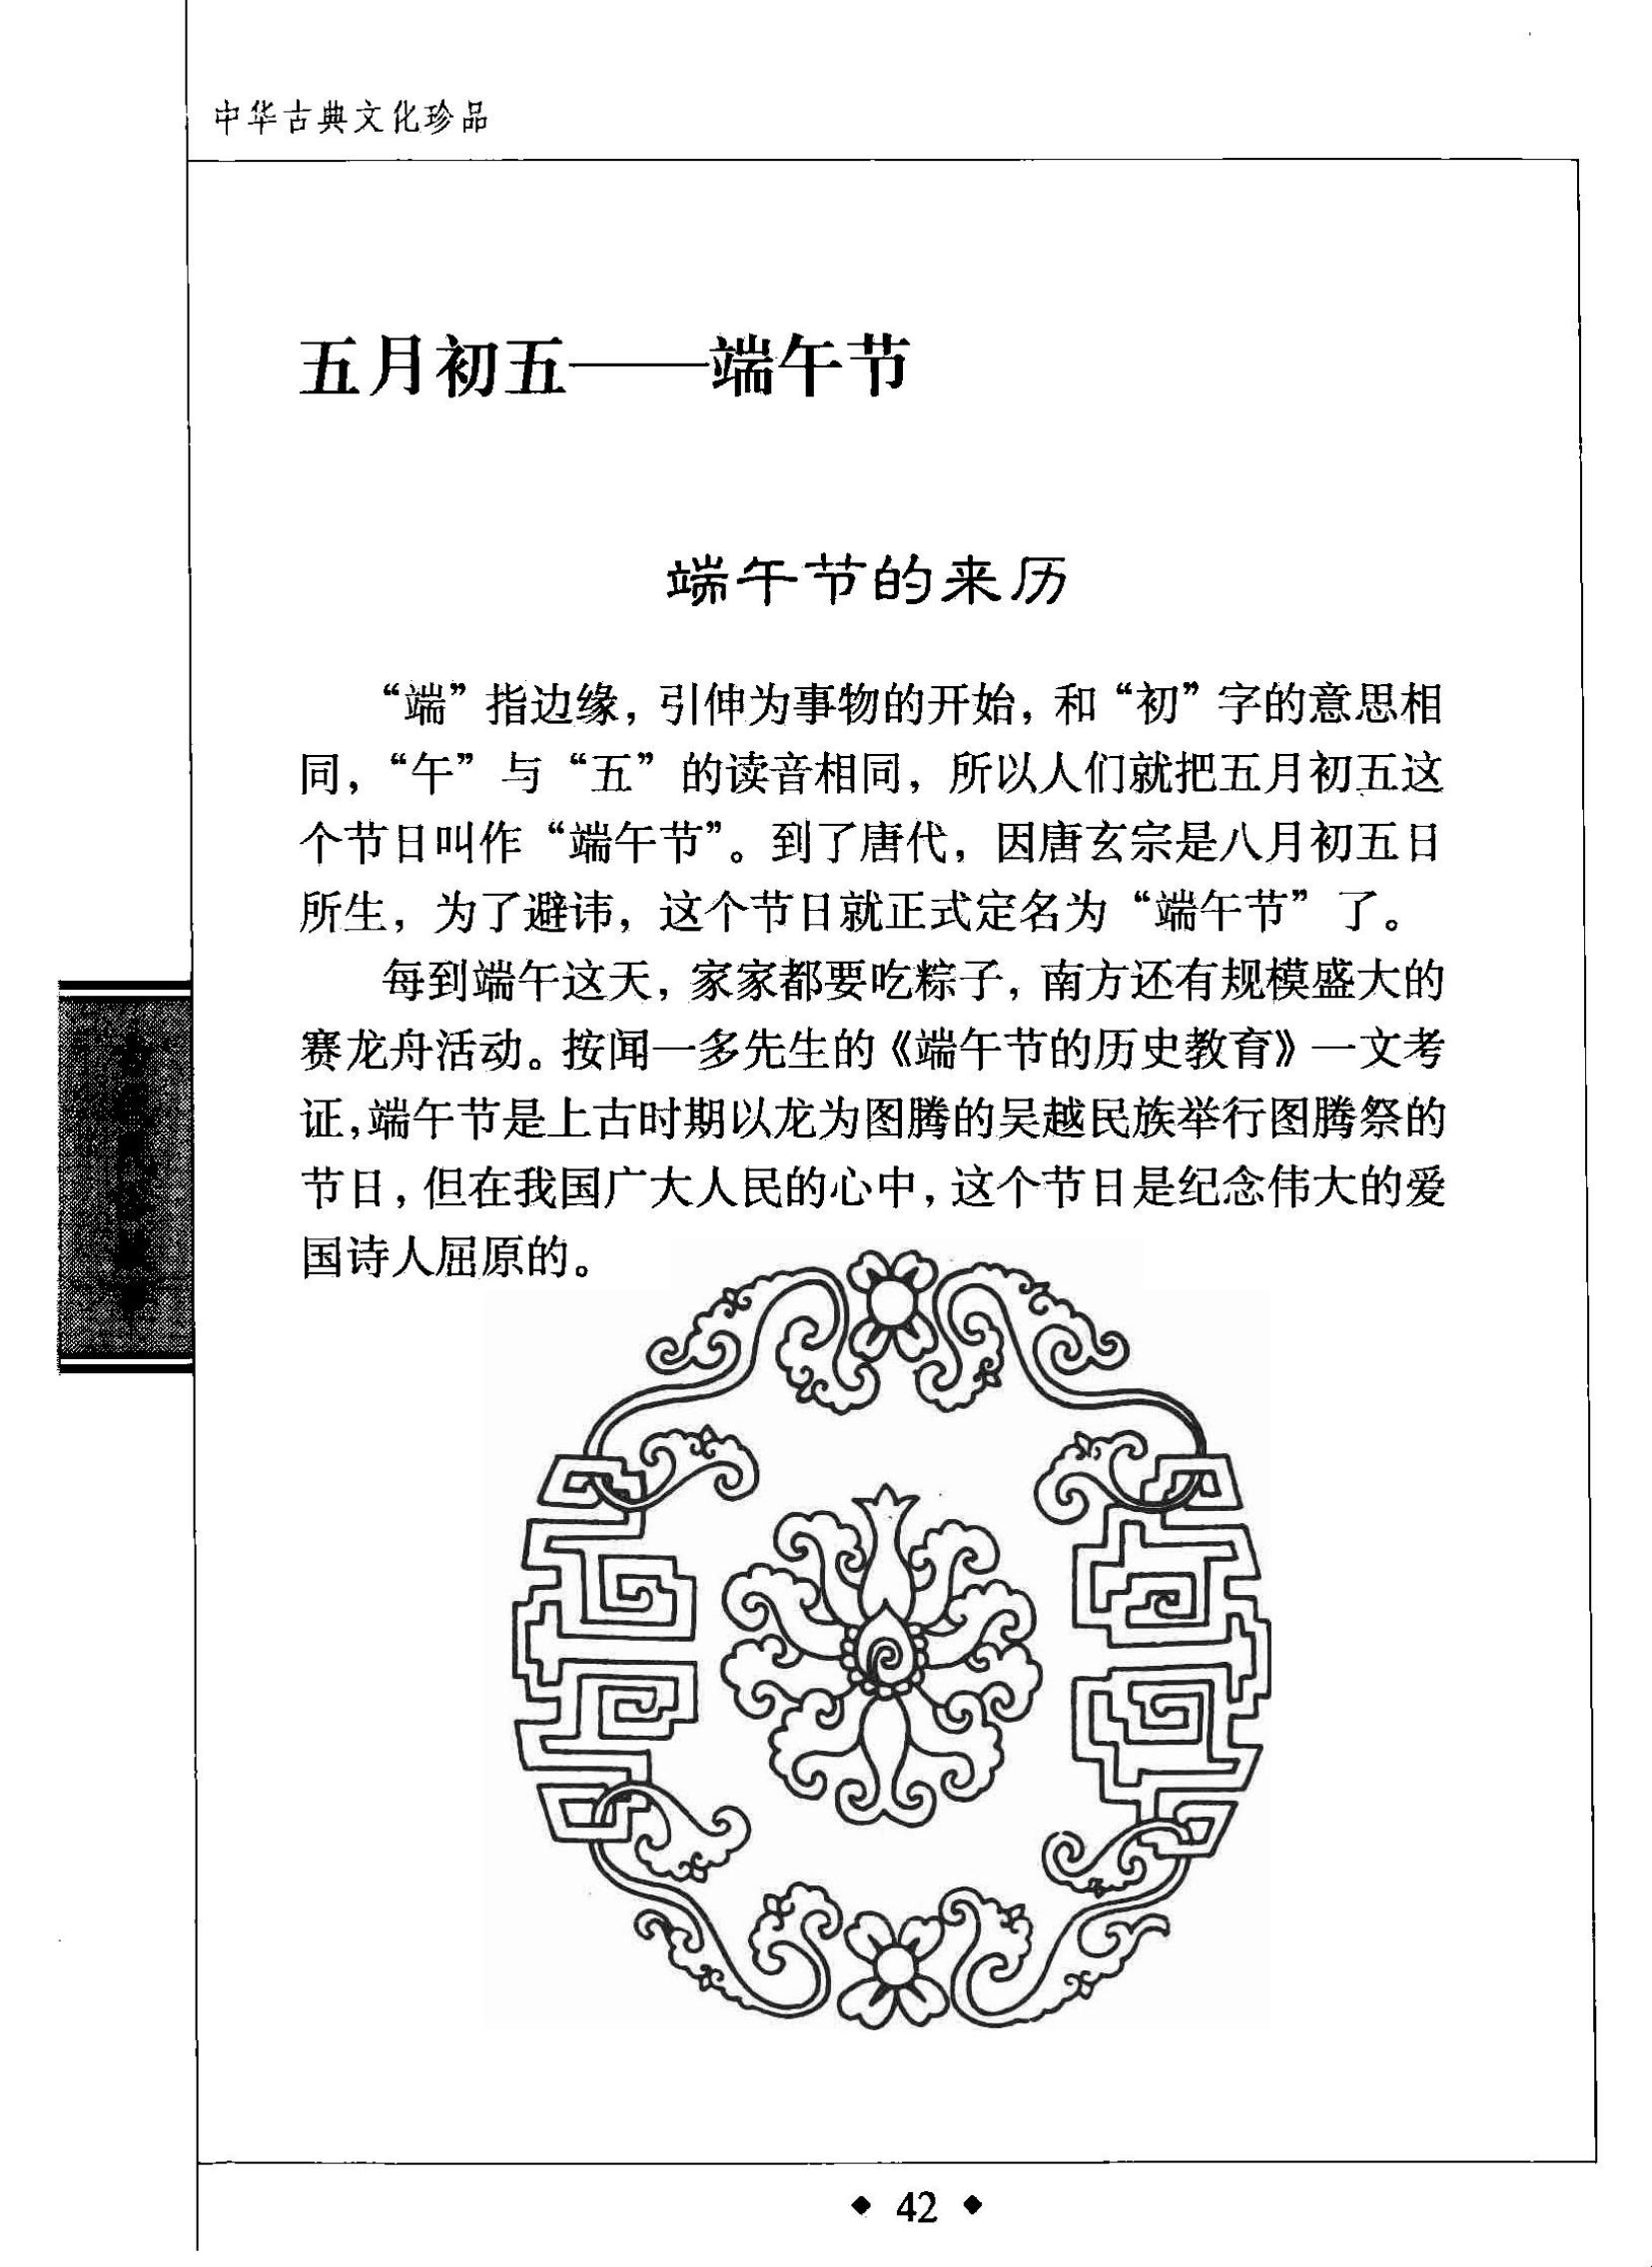 中华古典文化珍品
五月初五——端午节
端午节的来历
“端”指边缘，引伸为事物的开始，和“初”字的意思相
同，“午”与“五”的读音相同，所以人们就把五月初五这
个节日叫作“端午节”。到了唐代，因唐玄宗是八月初五日
所生，为了避讳，这个节日就正式定名为“端午节”了。
每到端午这天，家家都要吃粽子，南方还有规模盛大的
赛龙舟活动。按闻一多先生的《端午节的历史教育》一文考
证，端午节是上古时期以龙为图腾的吴越民族举行图腾祭的
节日，但在我国广大人民的心中，这个节日是纪念伟大的爱
国诗人屈原的。
◆ 42 ◆